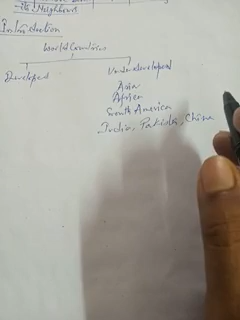 the Neighbours
Introduction
World Countries
Developed Underdeveloped
Asia
Africa
South America
India, Pakistan, China